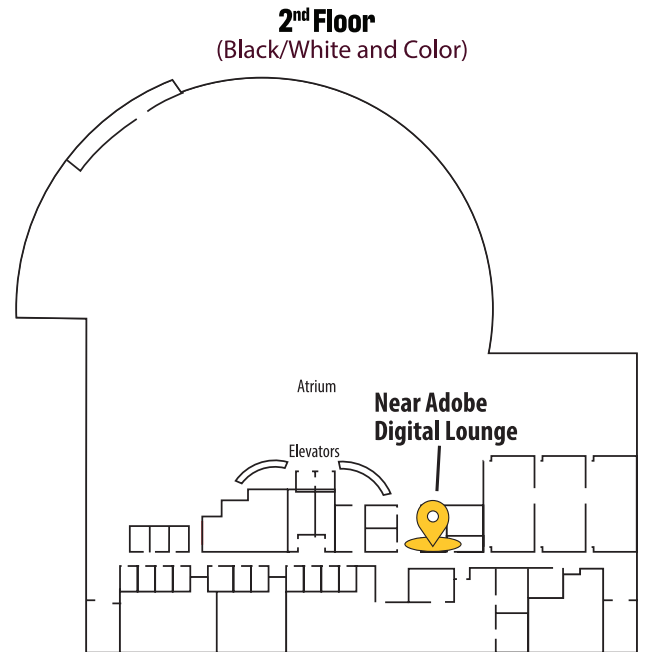 2nd Floor
(Black/White and Color)
Atrium
Near Adobe
Digital Lounge
Elevators